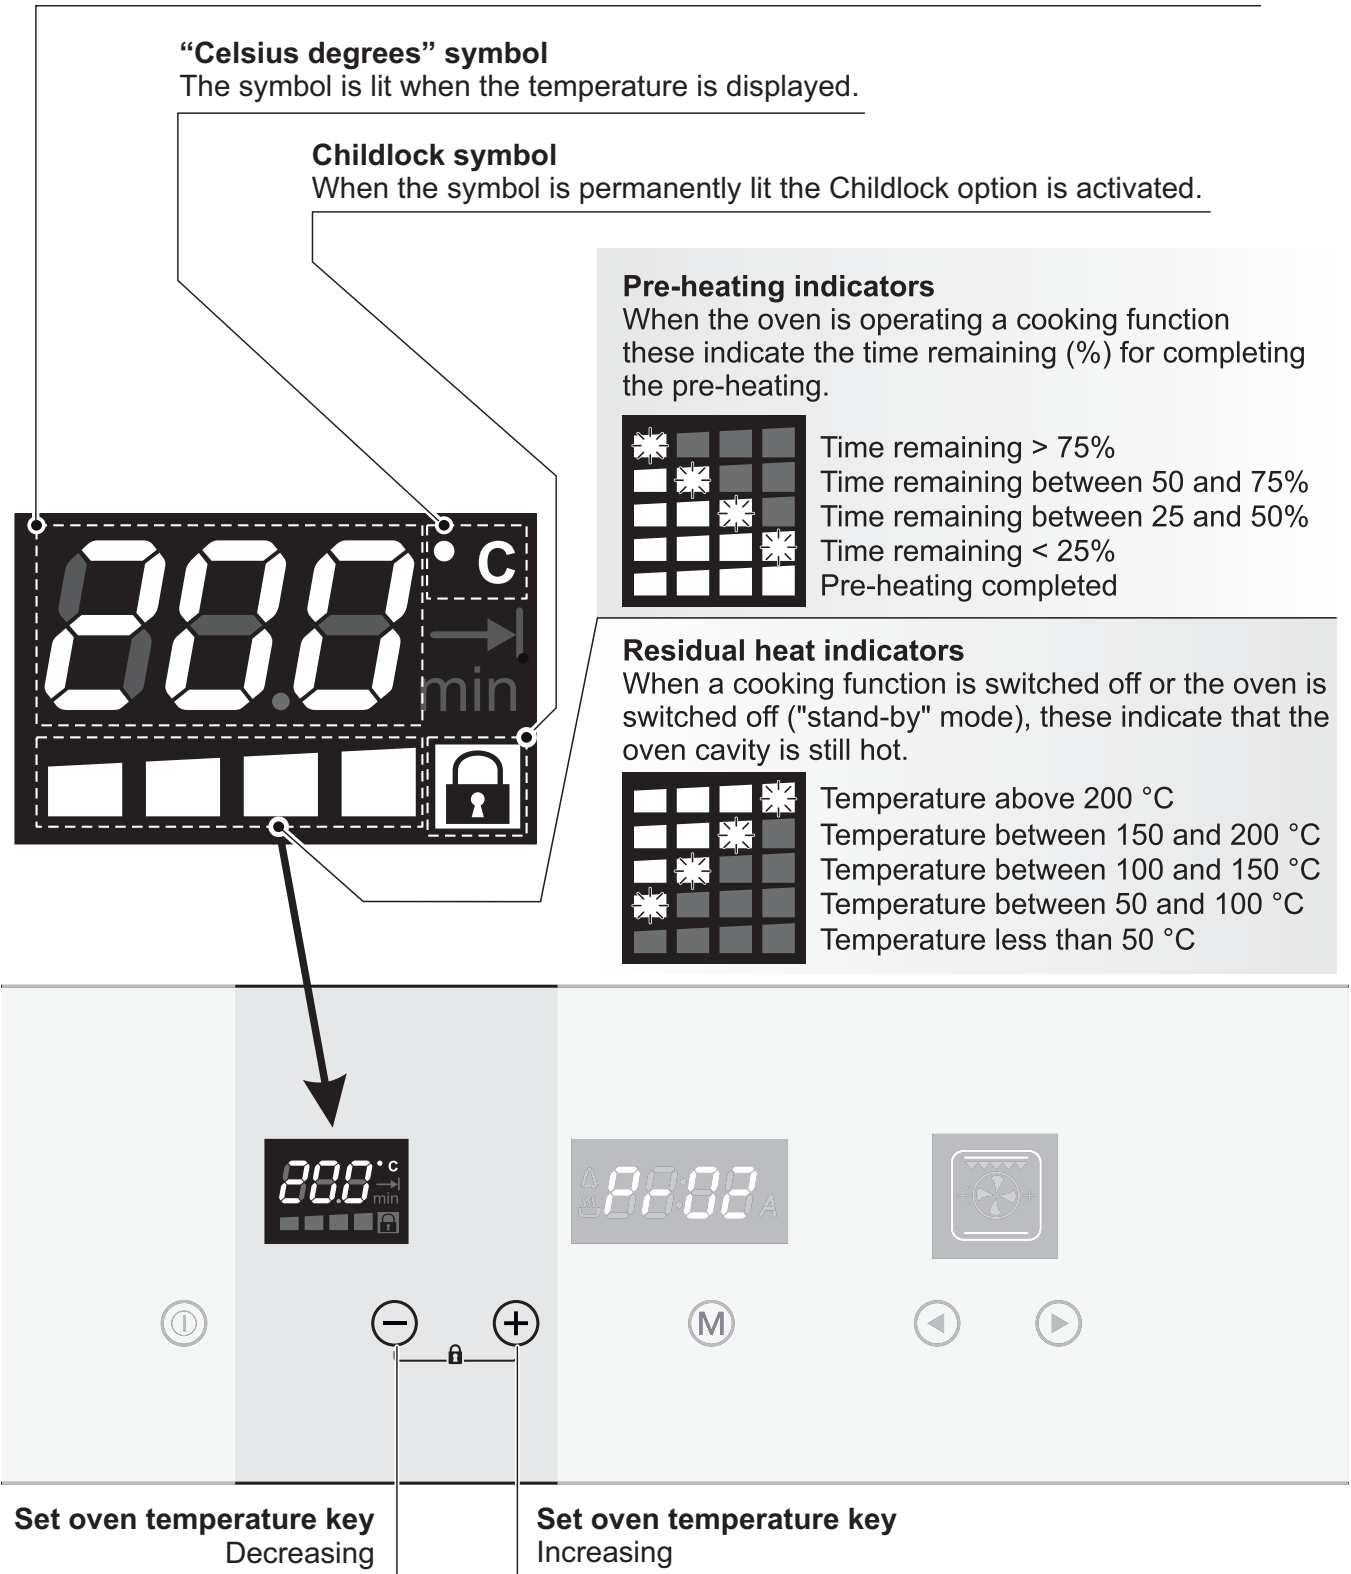 “Celsius degrees” symbol
The symbol is lit when the temperature is displayed.
Childlock symbol
When the symbol is permanently lit the Childlock option is activated.
Pre-heating indicators
When the oven is operating a cooking function
these indicate the time remaining (%) for completing
the pre-heating.
Time remaining > 75%
Time remaining between 50 and 75%
Time remaining between 25 and 50%
Time remaining < 25%
Pre-heating completed
200 °C
min
Residual heat indicators
When a cooking function is switched off or the oven is
switched off ("stand-by" mode), these indicate that the
oven cavity is still hot.
Temperature above 200 °C
Temperature between 150 and 200 °C
Temperature between 100 and 150 °C
Temperature between 50 and 100 °C
Temperature less than 50 °C
200 °C
min
Pr02 A
M
Set oven temperature key
Decreasing
Set oven temperature key
Increasing